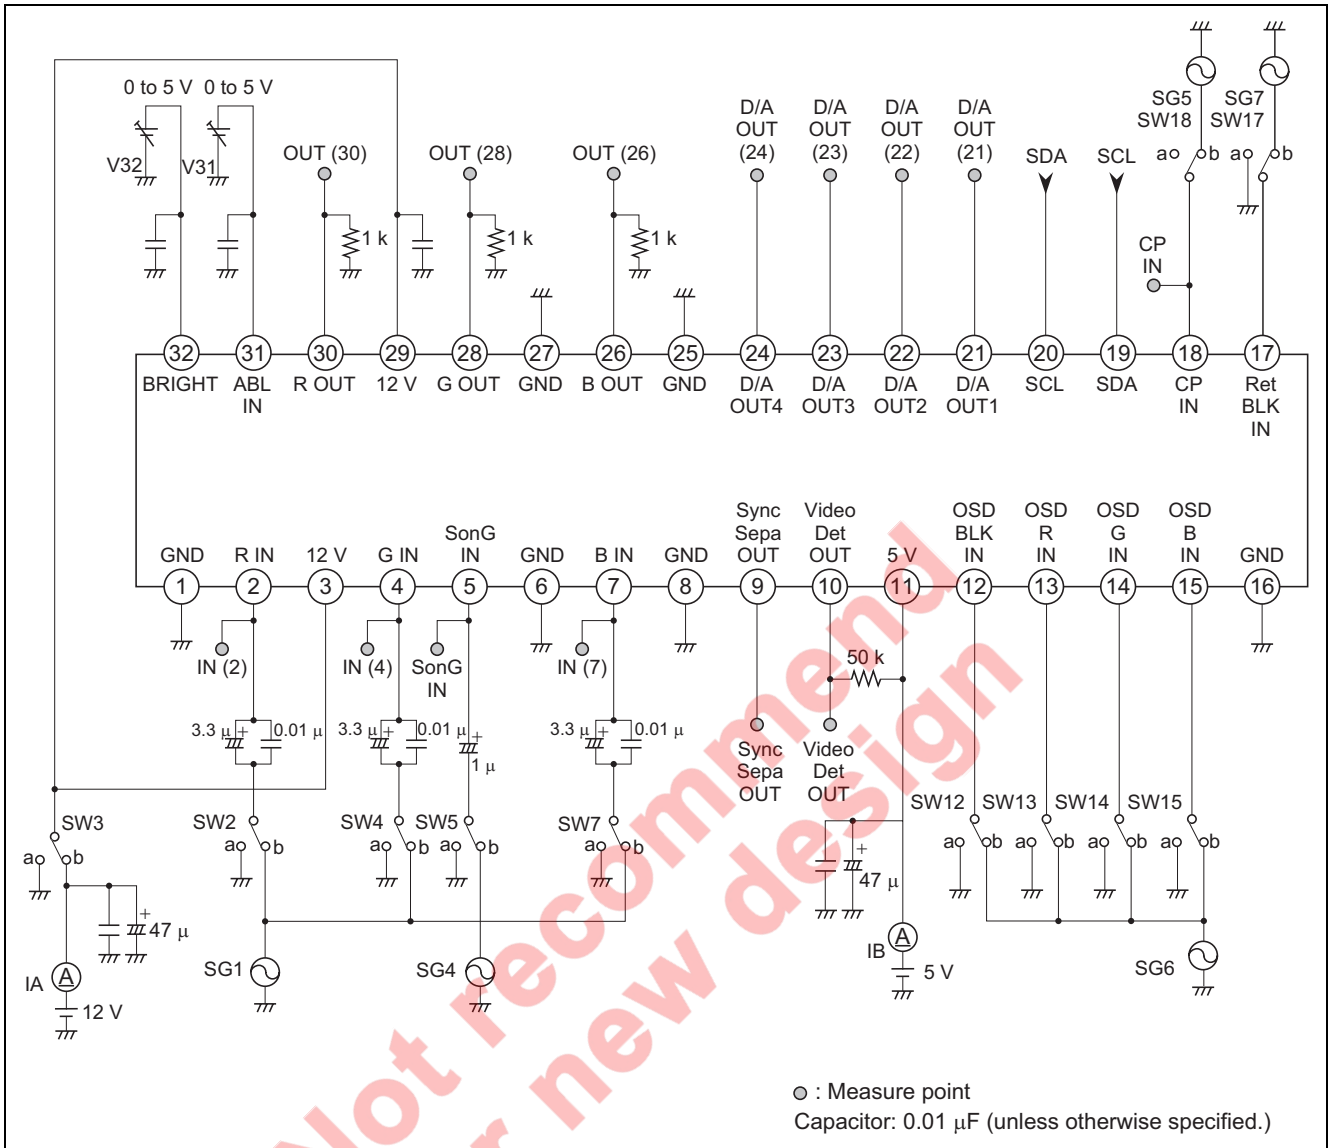 0 to 5 V 0 to 5 V
V32 V31
OUT (30)
OUT (28)
OUT (26)
1 k
1 k
1 k
D/A OUT (24)
D/A OUT (23)
D/A OUT (22)
D/A OUT (21)
SDA
SCL
SG5
SW18
SG7
SW17
a b a b
CP IN
32 31 30 29 28 27 26 25 24 23 22 21 20 19 18 17
BRIGHT
ABL IN
R OUT
12 V
G OUT
GND
B OUT
GND
D/A OUT4
D/A OUT3
D/A OUT2
D/A OUT1
SCL
SDA
CP IN
Ret BLK IN
GND
R IN
12 V
G IN
SonG IN
GND
B IN
GND
Sync Sepa OUT
Video Det OUT
5 V
OSD BLK IN
OSD R IN
OSD G IN
OSD B IN
GND
1 2 3 4 5 6 7 8 9 10 11 12 13 14 15 16
IN (2)
IN (4)
SonG IN
IN (7)
50 k
3.3 μ + 0.01 μ
3.3 μ + 0.01 μ
+ 1 μ
3.3 μ + 0.01 μ
Sync Sepa OUT
Video Det OUT
SW3
a b
SW2
a b
SW4
a b
SW5
a b
SW7
a b
SW12
a b
SW13
a b
SW14
a b
SW15
a b
+ 47 μ
+ 47 μ
IA A
12 V
SG1
SG4
IB A
5 V
SG6
: Measure point
Capacitor: 0.01 μF (unless otherwise specified.)
Not recommend
for new design